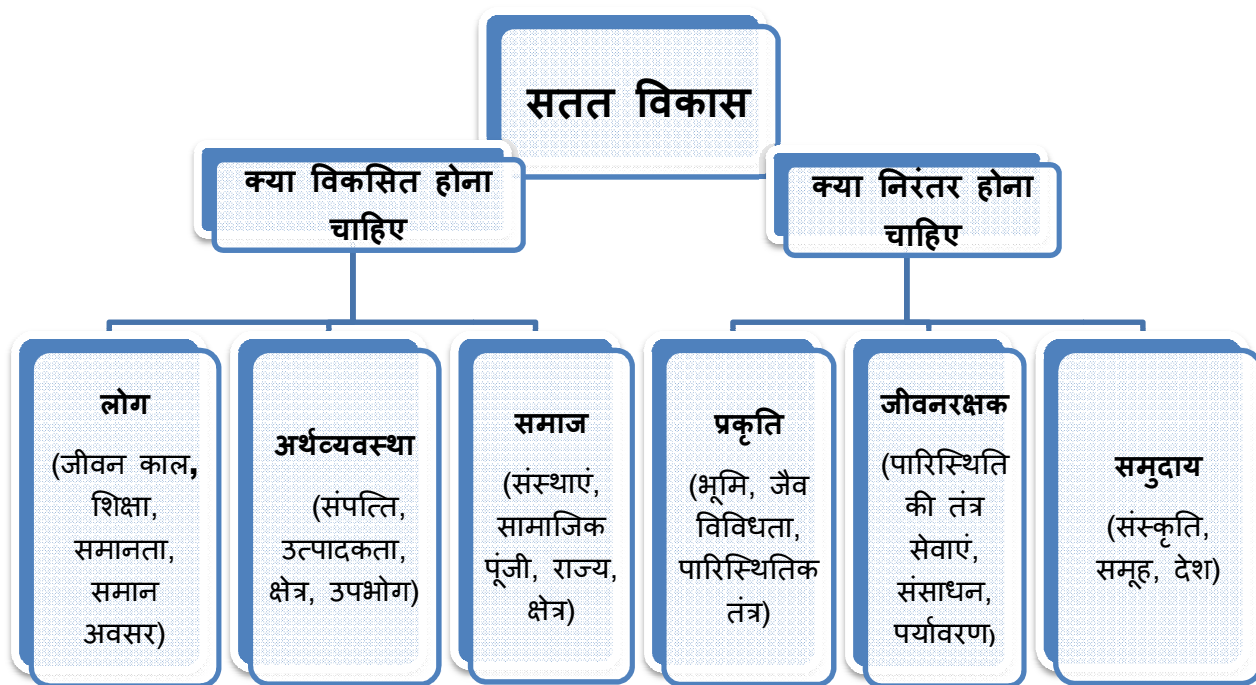 सतत विकास
क्या विकसित होना
चाहिए
क्या निरंतर होना
चाहिए
लोग
(जीवन काल,
शिक्षा,
समानता,
समान
अवसर)
अर्थव्यवस्था
(संपत्ति,
उत्पादकता,
क्षेत्र, उपभोग)
समाज
(संस्थाएं,
सामाजिक
पूंजी, राज्य,
क्षेत्र)
प्रकृति
(भूमि, जैव
विविधता,
पारिस्थितिक
तंत्र)
जीवनरक्षक
(पारिस्थिति
की तंत्र
सेवाएं,
संसाधन,
पर्यावरण)
समुदाय
(संस्कृति,
समूह, देश)